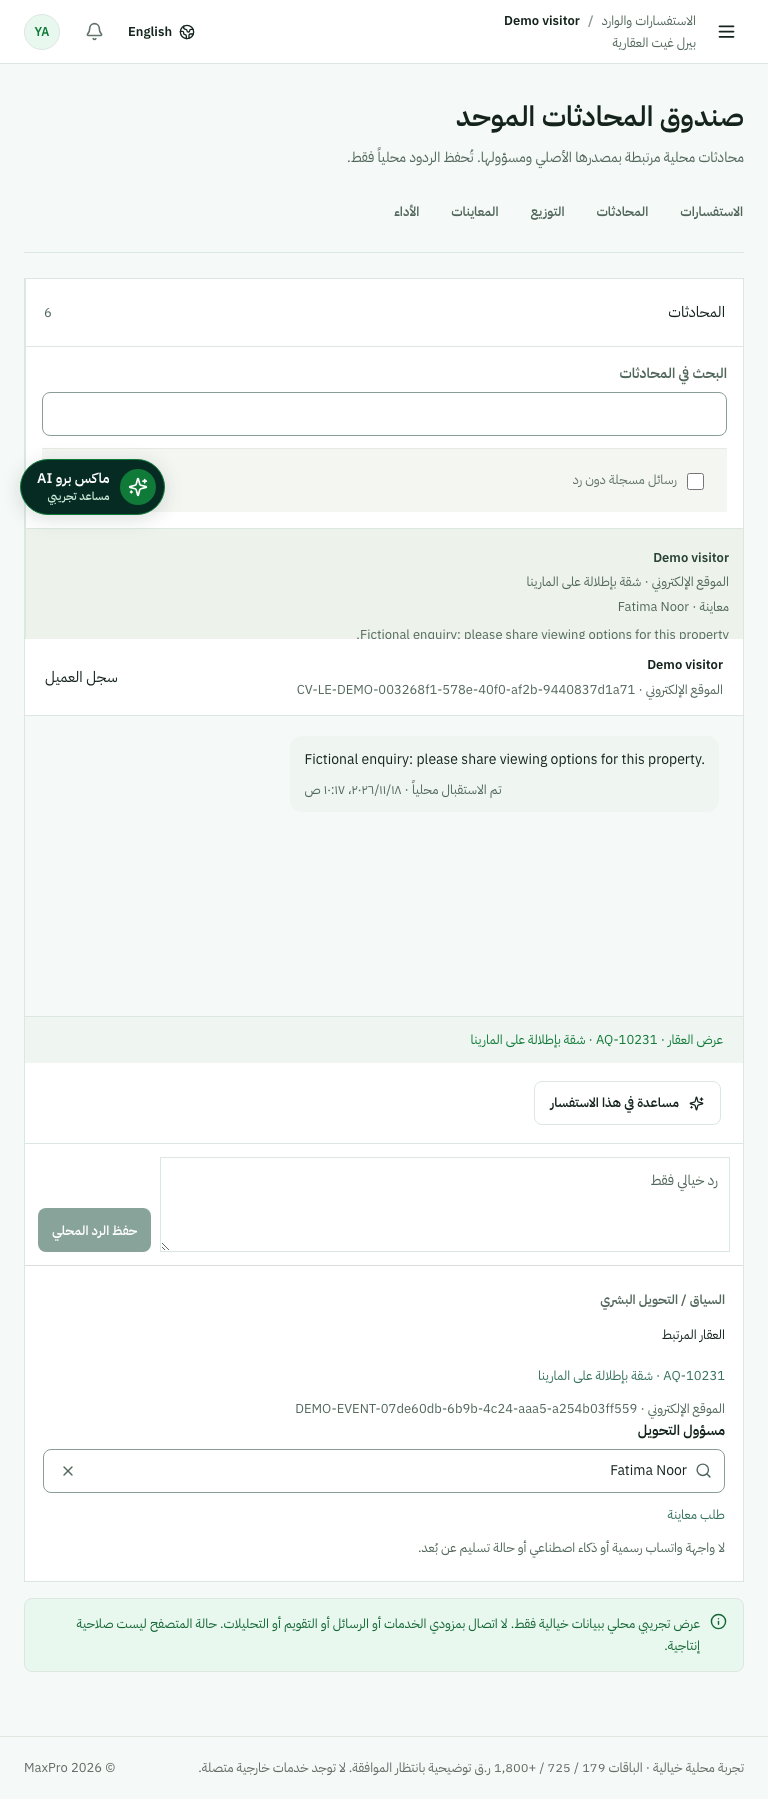 الاستفسارات والوارد / Demo visitor
بيرل غيت العقارية
English
YA
صندوق المحادثات الموحد
محادثات محلية مرتبطة بمصدرها الأصلي ومسؤولها. تُحفظ الردود محلياً فقط.
الاستفسارات المحادثات التوزيع المعاينات الأداء
المحادثات 6
البحث في المحادثات
رسائل مسجلة دون رد
ماكس برو AI
مساعد تجريبي
Demo visitor
الموقع الإلكتروني · شقة بإطلالة على المارينا
معاينة · Fatima Noor
Fictional enquiry: please share viewing options for this property.
Demo visitor
الموقع الإلكتروني · CV-LE-DEMO-003268f1-578e-40f0-af2b-9440837d1a71
سجل العميل
Fictional enquiry: please share viewing options for this property.
تم الاستقبال محلياً · ١٨‏/١١‏/٢٠٢٦، ١٠:١٧ ص
عرض العقار · AQ-10231 · شقة بإطلالة على المارينا
مساعدة في هذا الاستفسار
رد خيالي فقط
حفظ الرد المحلي
السياق / التحويل البشري
العقار المرتبط
AQ-10231 · شقة بإطلالة على المارينا
الموقع الإلكتروني · DEMO-EVENT-07de60db-6b9b-4c24-aaa5-a254b03ff559
مسؤول التحويل
Fatima Noor
طلب معاينة
لا واجهة واتساب رسمية أو ذكاء اصطناعي أو حالة تسليم عن بُعد.
عرض تجريبي محلي ببيانات خيالية فقط. لا اتصال بمزودي الخدمات أو الرسائل أو التقويم أو التحليلات. حالة المتصفح ليست صلاحية
إنتاجية.
تجربة محلية خيالية · الباقات 179 / 725 / +1,800 ر.ق توضيحية بانتظار الموافقة. لا توجد خدمات خارجية متصلة.
© 2026 MaxPro